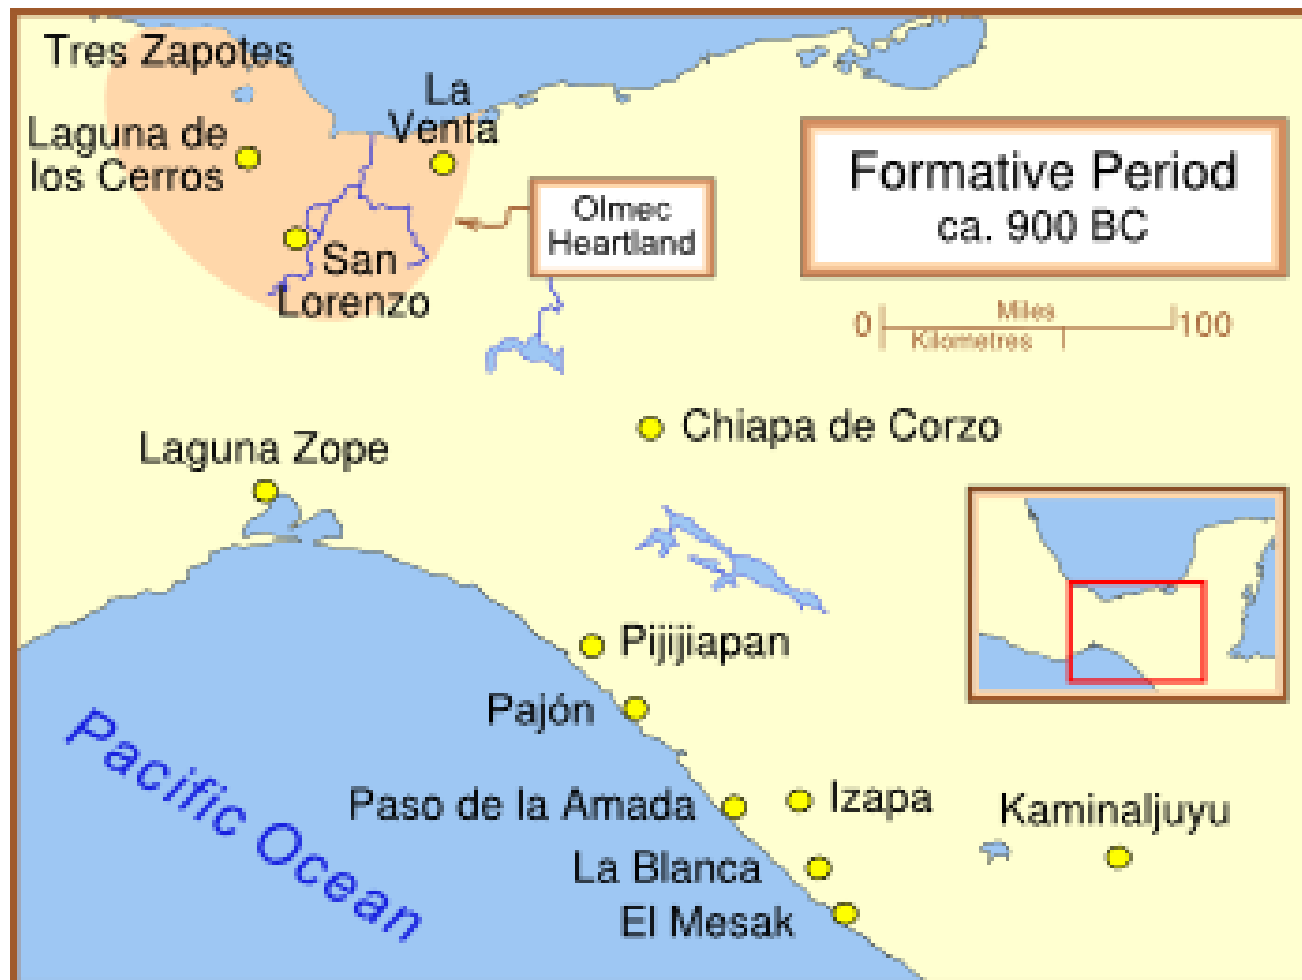 Tres Zapotes
La
Venta
Laguna de
los Cerros
San
Lorenzo
Olmec
Heartland
Formative Period
ca. 900 BC
0
Miles
Kilometres
100
Chiapa de Corzo
Laguna Zope
Pijijiapan
Pajón
Pacific Ocean
Paso de la Amada
Izapa
Kaminaljuyu
La Blanca
El Mesak